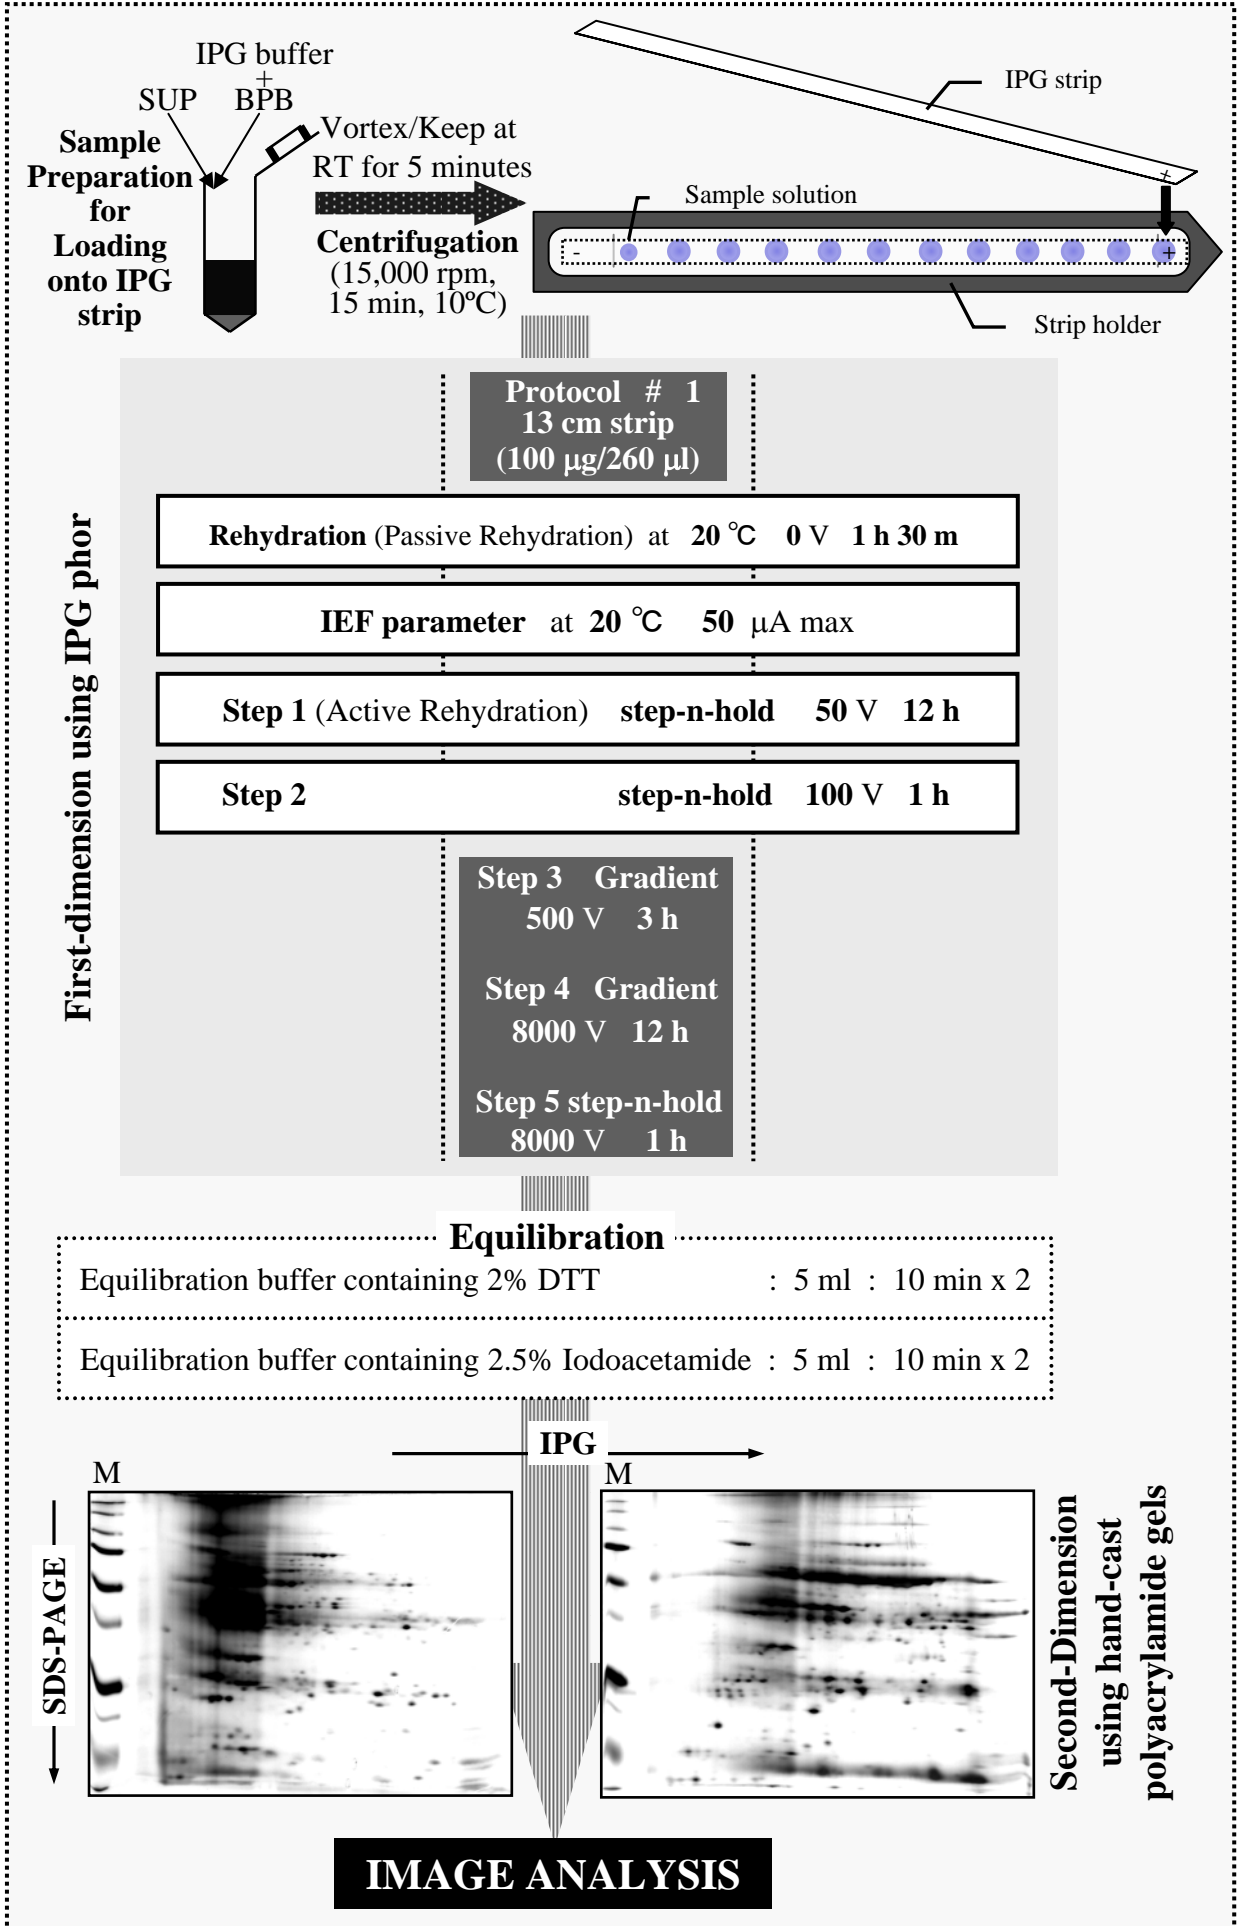 IPG buffer
+
SUP BPB
Sample
Preparation
for
Loading
onto IPG
strip
Vortex/Keep at
RT for 5 minutes
Centrifugation
(15,000 rpm,
15 min, 10ºC)
IPG strip
+
Sample solution
- +
Strip holder
First-dimension using IPG phor
Protocol # 1
13 cm strip
(100 μg/260 μl)
Rehydration (Passive Rehydration) at 20 ℃ 0 V 1 h 30 m
IEF parameter at 20 ℃ 50 μA max
Step 1 (Active Rehydration) step-n-hold 50 V 12 h
Step 2 step-n-hold 100 V 1 h
Step 3 Gradient
500 V 3 h
Step 4 Gradient
8000 V 12 h
Step 5 step-n-hold
8000 V 1 h
Equilibration
Equilibration buffer containing 2% DTT : 5 ml : 10 min x 2
Equilibration buffer containing 2.5% Iodoacetamide : 5 ml : 10 min x 2
IPG
M M
SDS-PAGE
Second-Dimension
using hand-cast
polyacrylamide gels
IMAGE ANALYSIS